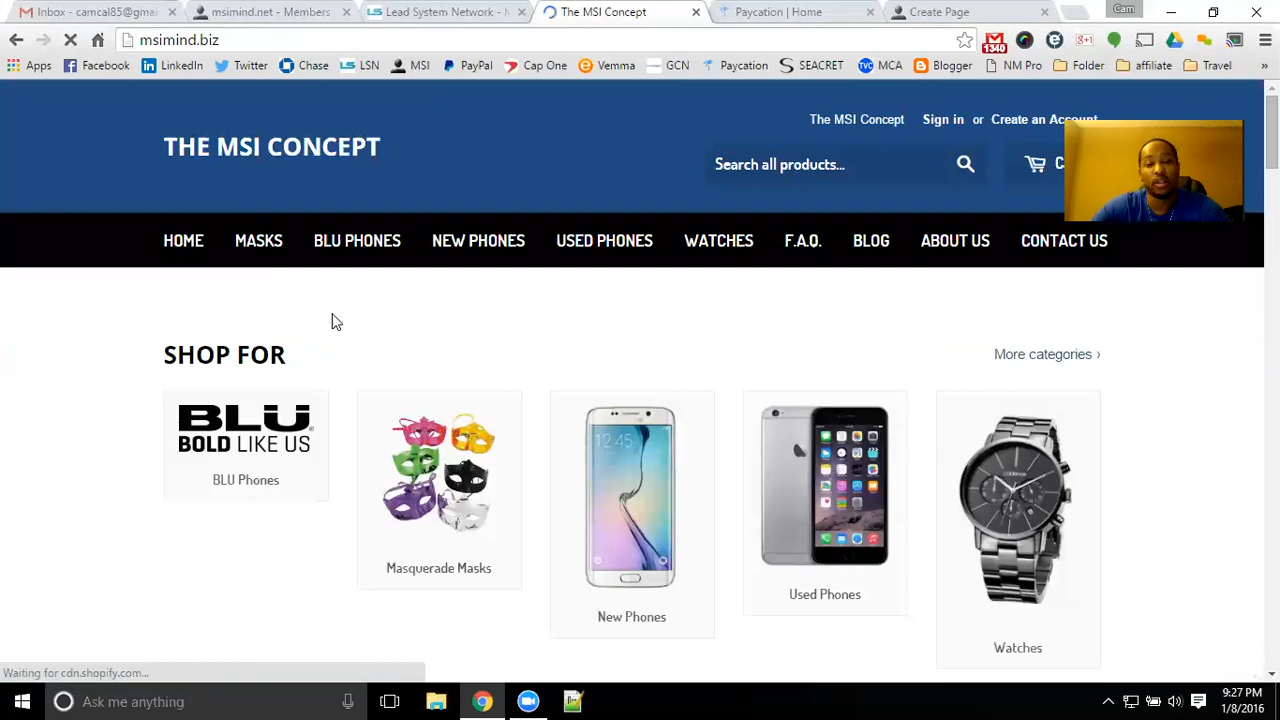 Inbox - camcal85@gmai
msimind.net - Members
Lead System Network -
The MSI Concept
Paycation | Home
Create Page
Cam
msimind.biz
1340
Apps
Facebook
LinkedIn
Twitter
Chase
LSN
MSI
PayPal
Cap One
Vemma
GCN
Paycation
SEACRET
MCA
Blogger
NM Pro
Folder
affiliate
Travel
»
The MSI Concept Sign in or Create an Account
THE MSI CONCEPT
Search all products...
HOME MASKS BLU PHONES NEW PHONES USED PHONES WATCHES F.A.Q. BLOG ABOUT US CONTACT US
SHOP FOR
More categories ›
BLU
BOLD LIKE US
12:45
BLU Phones
Masquerade Masks
Used Phones
New Phones
Watches
Waiting for cdn.shopify.com...
Ask me anything
9:27 PM
1/8/2016